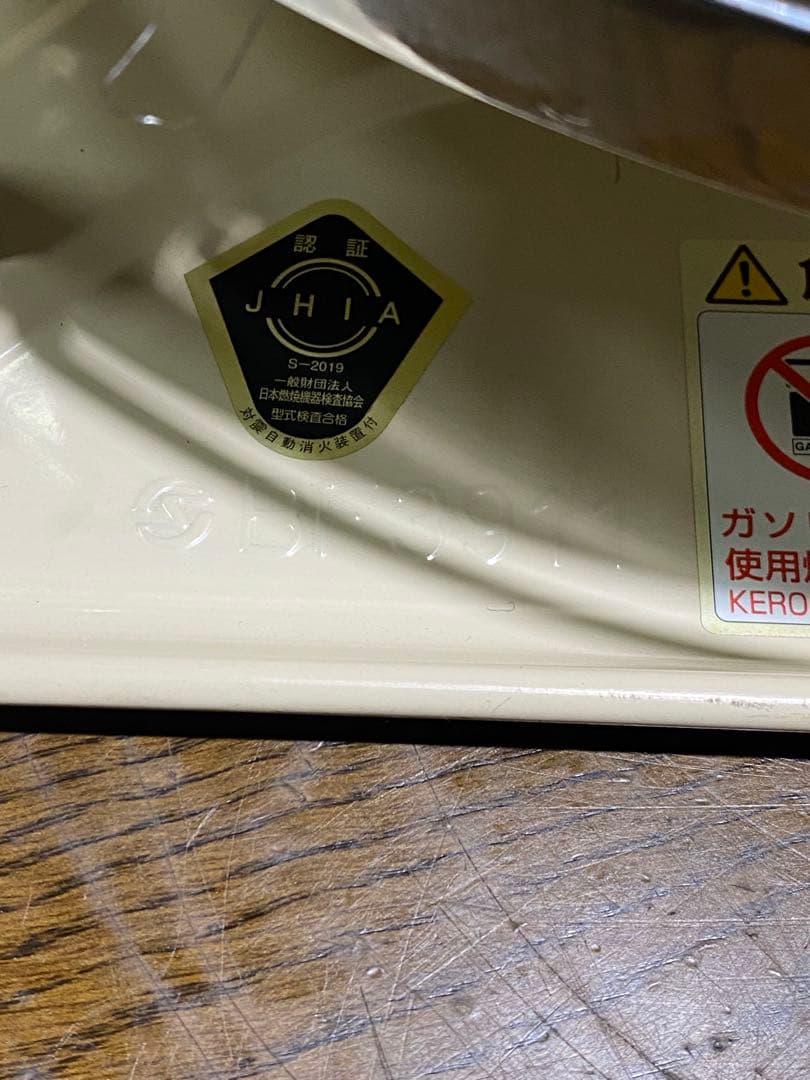 認 証
JHIA
S-2019
一般財団法人
日本燃焼機器検査協会
型式検査合格
対震自動消火装置付
BF3911
ガソ
使用
KERO